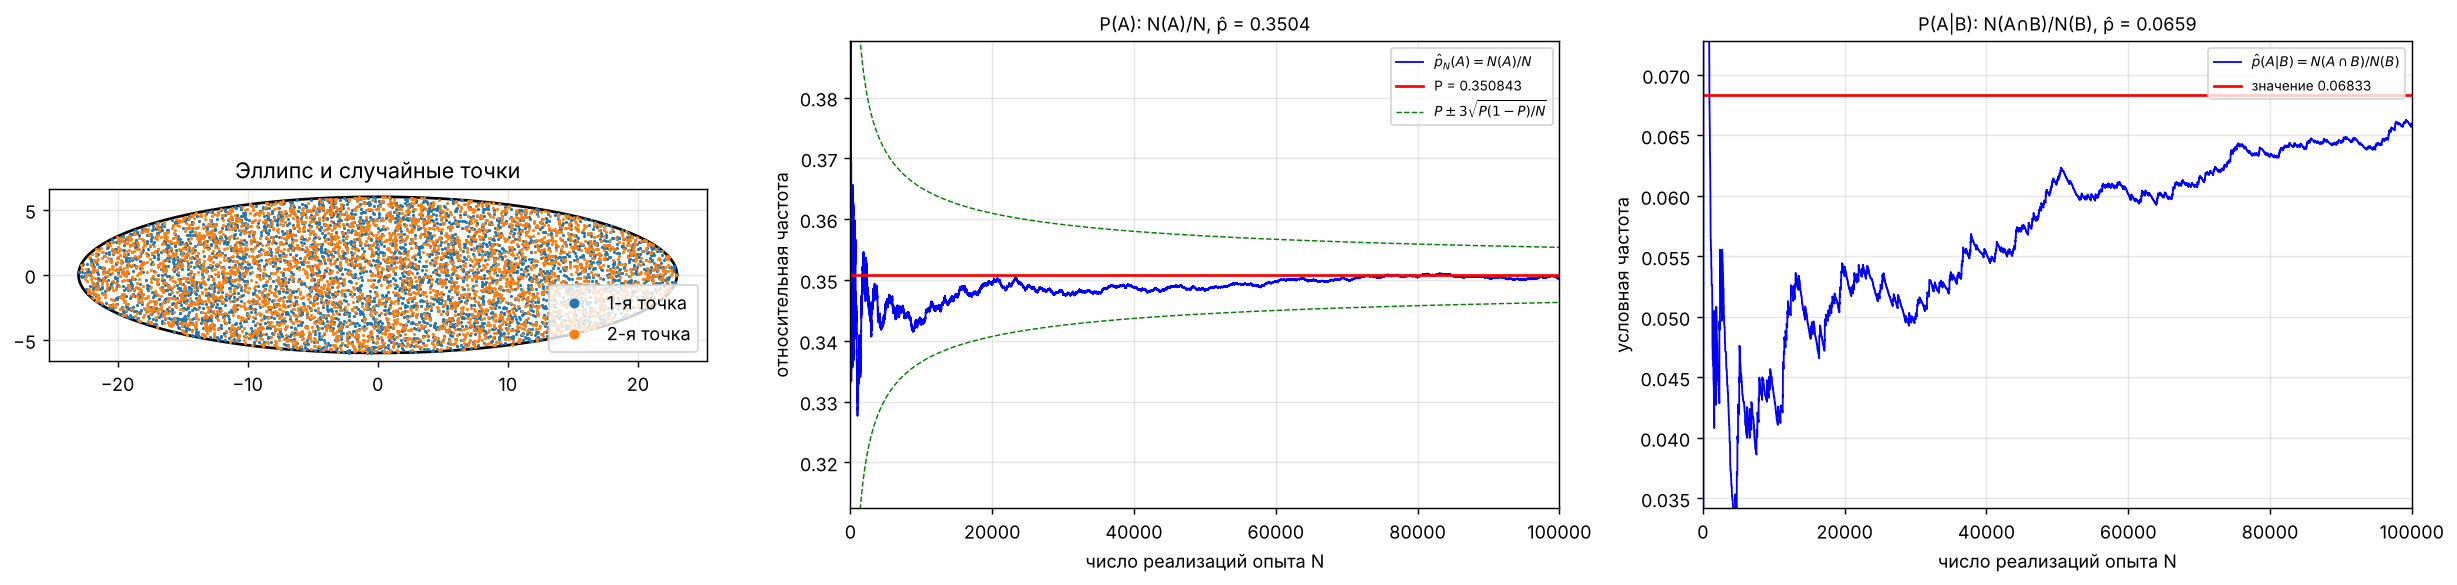 Эллипс и случайные точки
5
0
−5
−20
−10
0
10
20
1-я точка
2-я точка
P(A): N(A)/N, p̂ = 0.3504
относительная частота
0.38
0.37
0.36
0.35
0.34
0.33
0.32
0
20000
40000
60000
80000
100000
число реализаций опыта N
p̂_N(A) = N(A)/N
P = 0.350843
P ± 3√P(1 − P)/N
P(A|B): N(A∩B)/N(B), p̂ = 0.0659
условная частота
0.070
0.065
0.060
0.055
0.050
0.045
0.040
0.035
0
20000
40000
60000
80000
100000
число реализаций опыта N
p̂(A|B) = N(A ∩ B)/N(B)
значение 0.06833